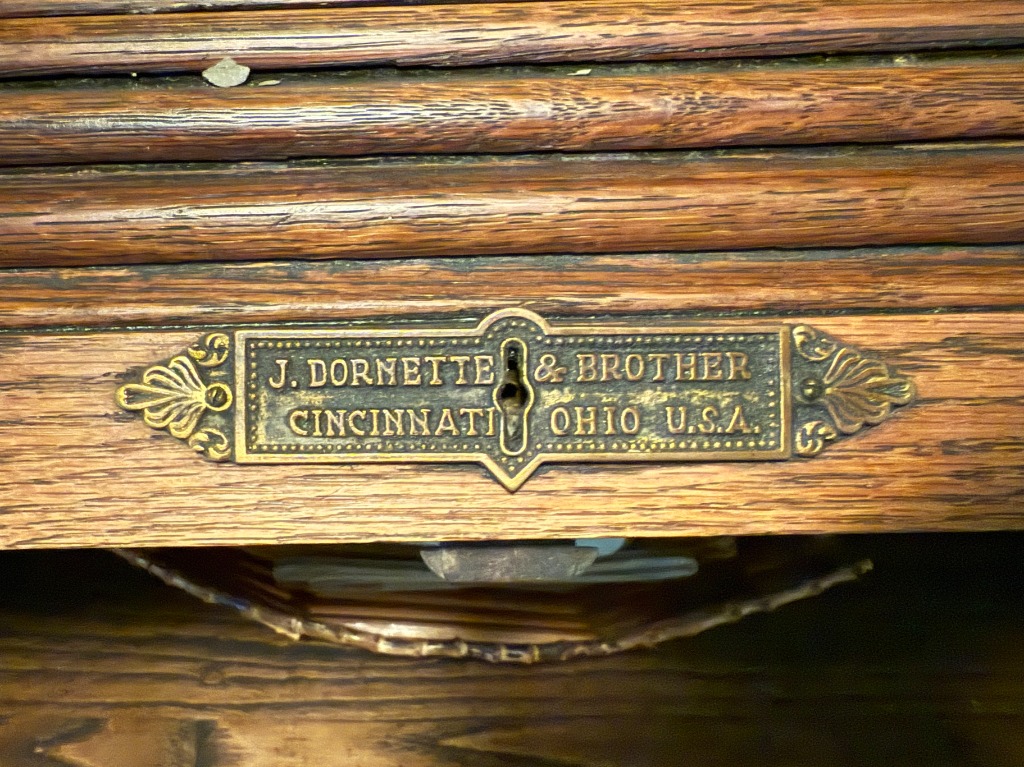 J. DORNETTE & BROTHER
CINCINNATI OHIO U.S.A.